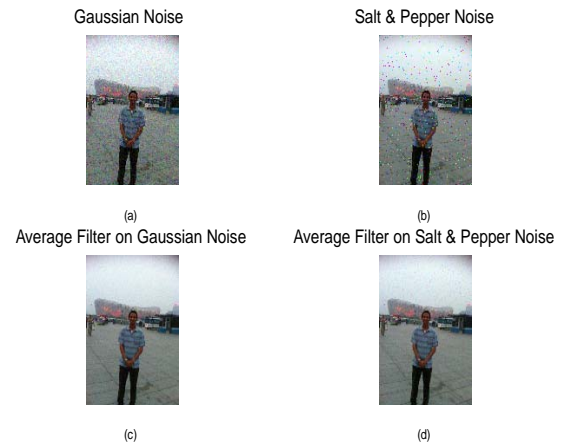 Gaussian Noise
Salt & Pepper Noise
(a)
(b)
Average Filter on Gaussian Noise
Average Filter on Salt & Pepper Noise
(c)
(d)